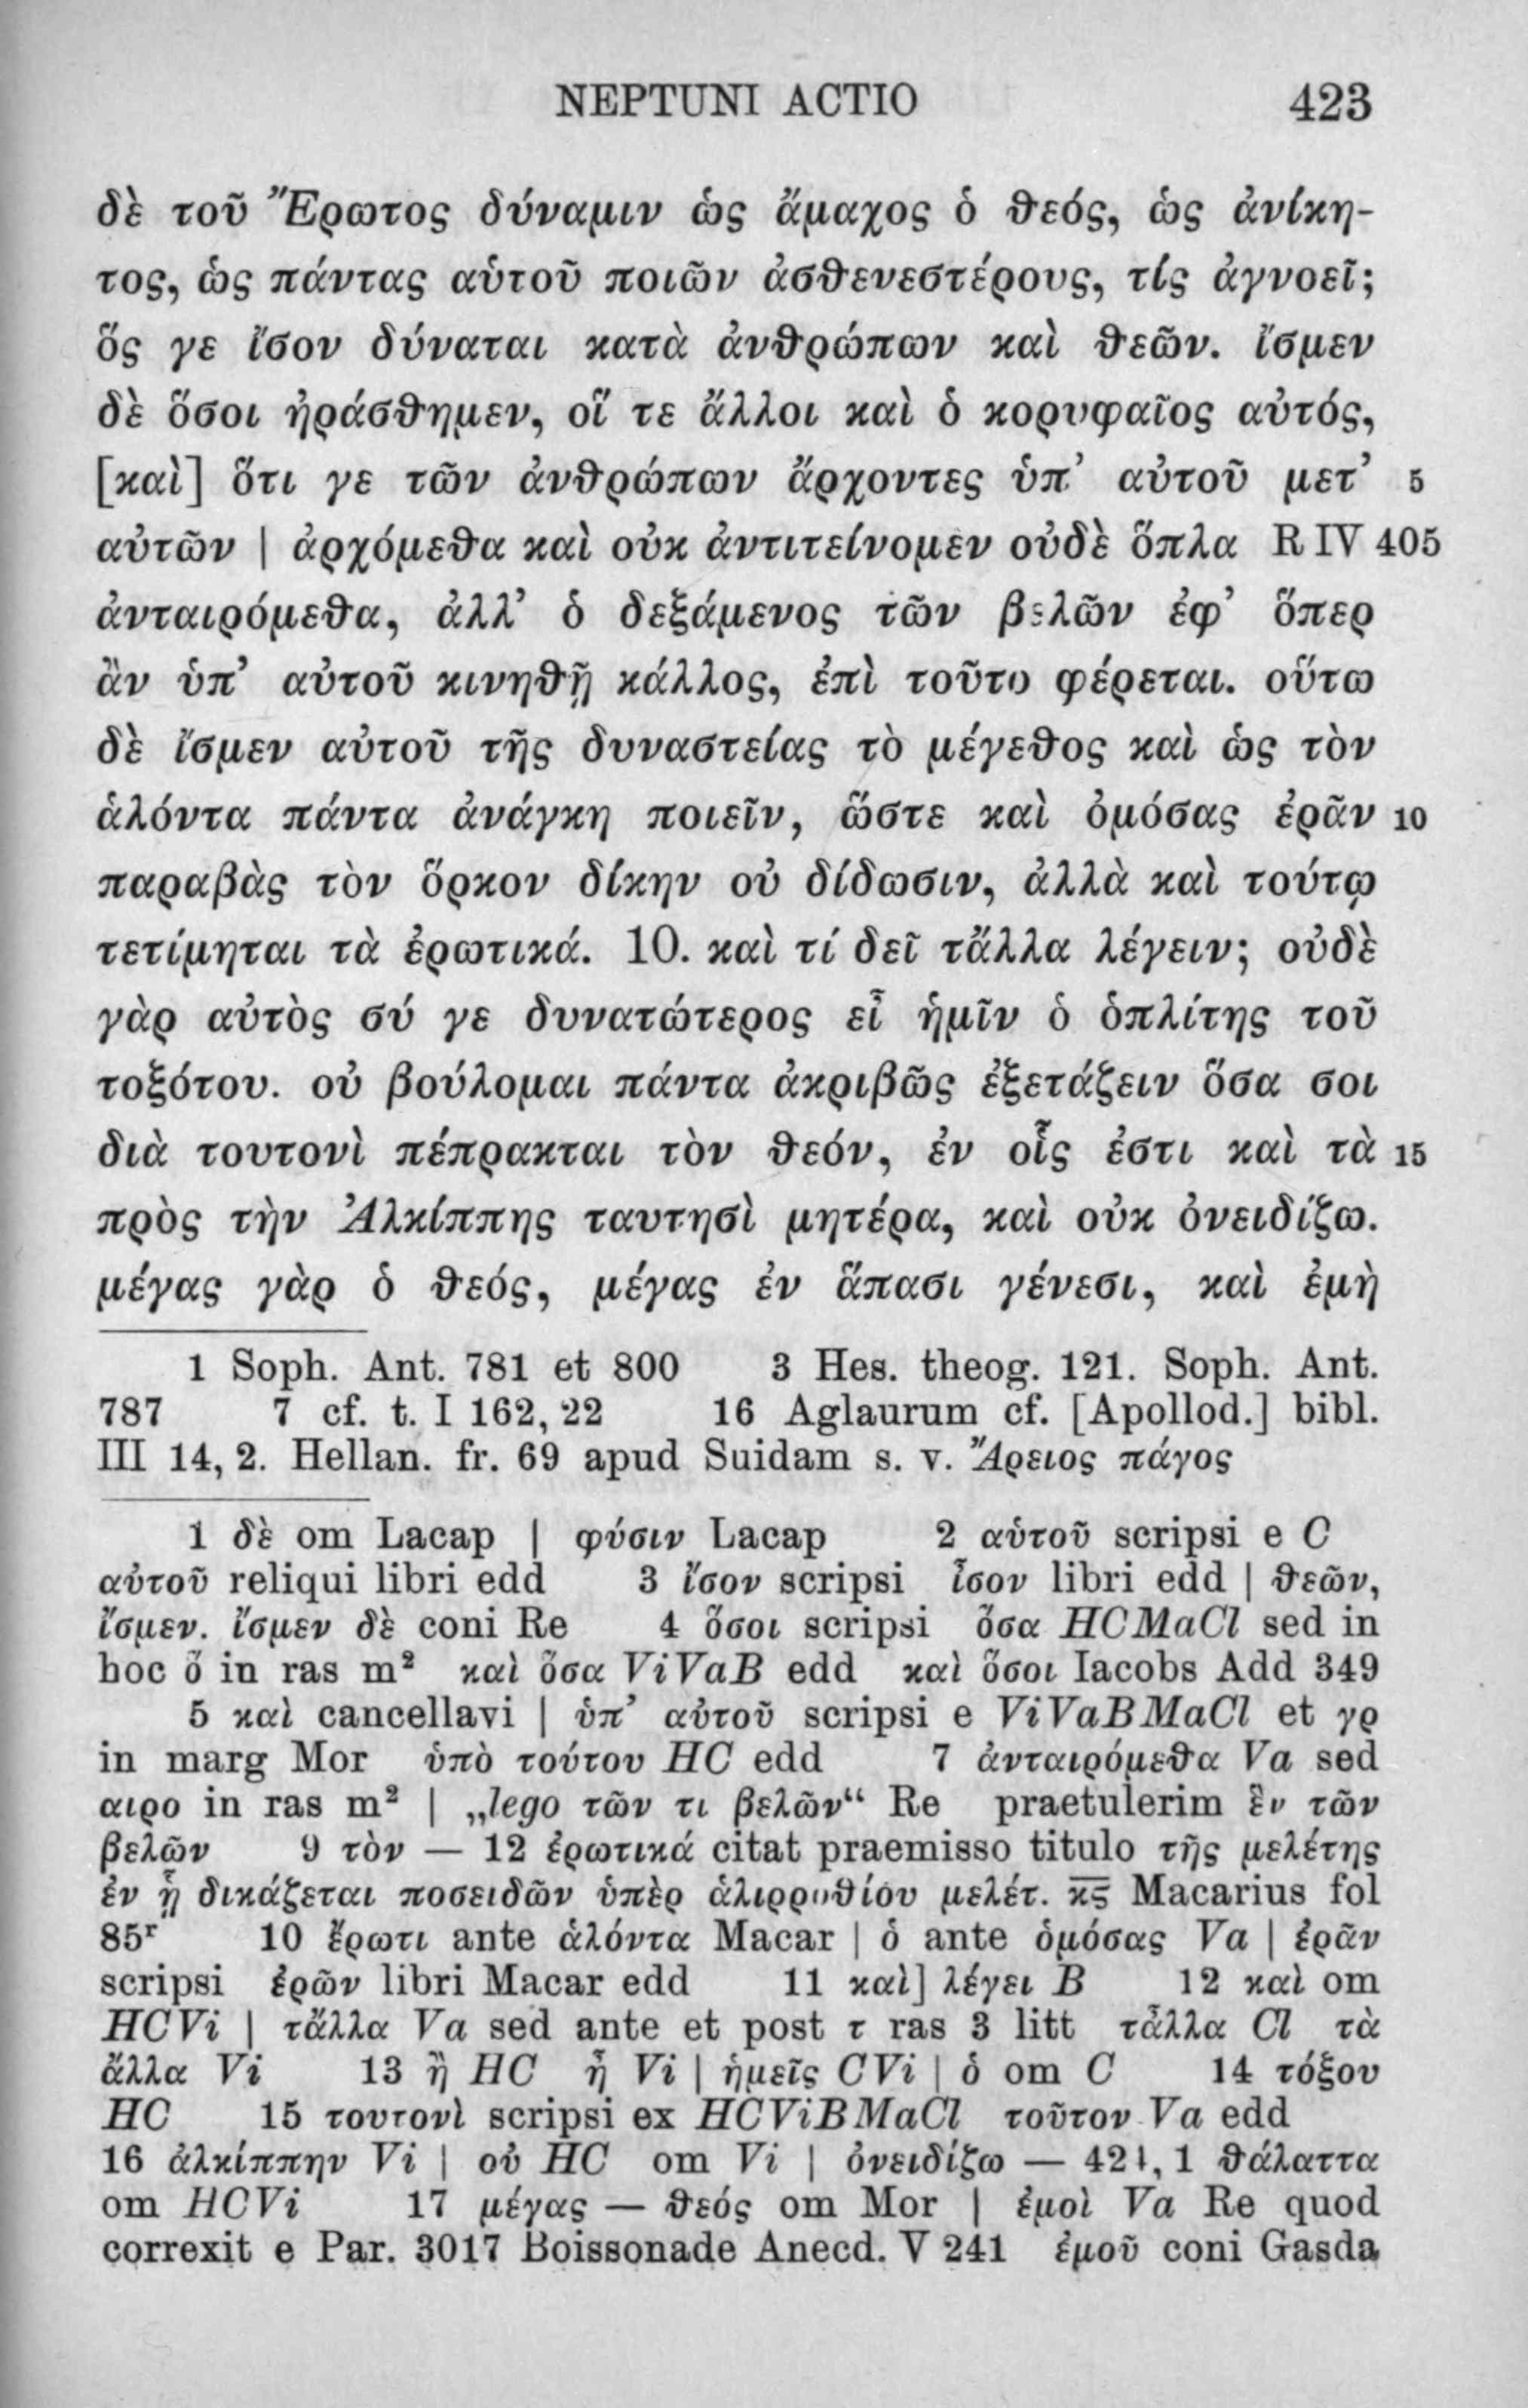 NEPTUNI ACTIO 423
δὲ τοῦ Ἔρωτος δύναμιν ὡς ἄμαχος ὁ θεός, ὡς ἀνίκη-
τος, ὡς πάντας αὑτοῦ ποιῶν ἀσθενεστέρους, τίς ἀγνοεῖ;
ὅς γε ἴσον δύναται κατὰ ἀνθρώπων καὶ θεῶν. ἴσμεν
δὲ ὅσοι ἠράσθημεν, οἵ τε ἄλλοι καὶ ὁ κορυφαῖος αὐτός,
[καὶ] ὅτι γε τῶν ἀνθρώπων ἄρχοντες ὑπ’ αὐτοῦ μετ’ 5
αὐτῶν | ἀρχόμεθα καὶ οὐκ ἀντιτείνομεν οὐδὲ ὅπλα R IV 405
ἀνταιρόμεθα, ἀλλ’ ὁ δεξάμενος τῶν βελῶν ἐφ’ ὅπερ
ἂν ὑπ’ αὐτοῦ κινηθῇ κάλλος, ἐπὶ τοῦτο φέρεται. οὕτω
δὲ ἴσμεν αὐτοῦ τῆς δυναστείας τὸ μέγεθος καὶ ὡς τὸν
ἁλόντα πάντα ἀνάγκη ποιεῖν, ὥστε καὶ ὀμόσας ἐρᾶν 10
παραβὰς τὸν ὅρκον δίκην οὐ δίδωσιν, ἀλλὰ καὶ τούτῳ
τετίμηται τὰ ἐρωτικά. 10. καὶ τί δεῖ τἄλλα λέγειν; οὐδὲ
γὰρ αὐτὸς σύ γε δυνατώτερος εἶ ἡμῖν ὁ ὁπλίτης τοῦ
τοξότου. οὐ βούλομαι πάντα ἀκριβῶς ἐξετάζειν ὅσα σοι
διὰ τουτονὶ πέπρακται τὸν θεόν, ἐν οἷς ἐστι καὶ τὰ 15
πρὸς τὴν Ἀλκίππης ταυτησὶ μητέρα, καὶ οὐκ ὀνειδίζω.
μέγας γὰρ ὁ θεός, μέγας ἐν ἅπασι γένεσι, καὶ ἐμὴ
1 Soph. Ant. 781 et 800 3 Hes. theog. 121. Soph. Ant.
787 7 cf. t. I 162, 22 16 Aglaurum cf. [Apollod.] bibl.
III 14, 2. Hellan. fr. 69 apud Suidam s. v. Ἄρειος πάγος
1 δὲ om Lacap | φύσιν Lacap 2 αὑτοῦ scripsi e C
αὐτοῦ reliqui libri edd 3 ἴσον scripsi ἶσον libri edd | θεῶν,
ἴσμεν. ἴσμεν δὲ coni Re 4 ὅσοι scripsi ὅσα HCMaCl sed in
hoc ὅ in ras m² καὶ ὅσα ViVaB edd καὶ ὅσοι Iacobs Add 349
5 καὶ cancellavi | ὑπ’ αὐτοῦ scripsi e ViVaBMaCl et γρ
in marg Mor ὑπὸ τούτου HC edd 7 ἀνταιρόμεθα Va sed
αιρο in ras m² | „lego τῶν τι βελῶν“ Re praetulerim ἓν τῶν
βελῶν 9 τὸν — 12 ἐρωτικά citat praemisso titulo τῆς μελέτης
ἐν ᾗ δικάζεται ποσειδῶν ὑπὲρ ἁλιρροθίου μελέτ. κς Macarius fol
85ʳ 10 ἔρωτι ante ἁλόντα Macar | ὁ ante ὁμόσας Va | ἐρᾶν
scripsi ἐρῶν libri Macar edd 11 καὶ] λέγει B 12 καὶ om
HCVi | τἄλλα Va sed ante et post τ ras 3 litt τἆλλα Cl τὰ
ἄλλα Vi 13 ἢ HC ἦ Vi | ἡμεῖς CVi | ὁ om C 14 τόξου
HC 15 τουτονὶ scripsi ex HCViBMaCl τοῦτον Va edd
16 ἀλκίππην Vi | οὐ HC om Vi | ὀνειδίζω — 424, 1 θάλαττα
om HCVi 17 μέγας — θεός om Mor | ἐμοὶ Va Re quod
correxit e Par. 3017 Boissonade Anecd. V 241 ἐμοῦ coni Gasda